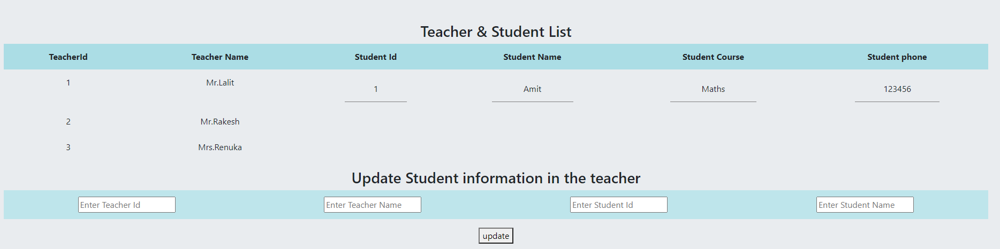 Teacher & Student List
TeacherId Teacher Name Student Id Student Name Student Course Student phone
1 Mr.Lalit 1 Amit Maths 123456
2 Mr.Rakesh
3 Mrs.Renuka
Update Student information in the teacher
Enter Teacher Id Enter Teacher Name Enter Student Id Enter Student Name
update